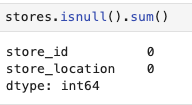 stores.isnull().sum()
store_id 0
store_location 0
dtype: int64